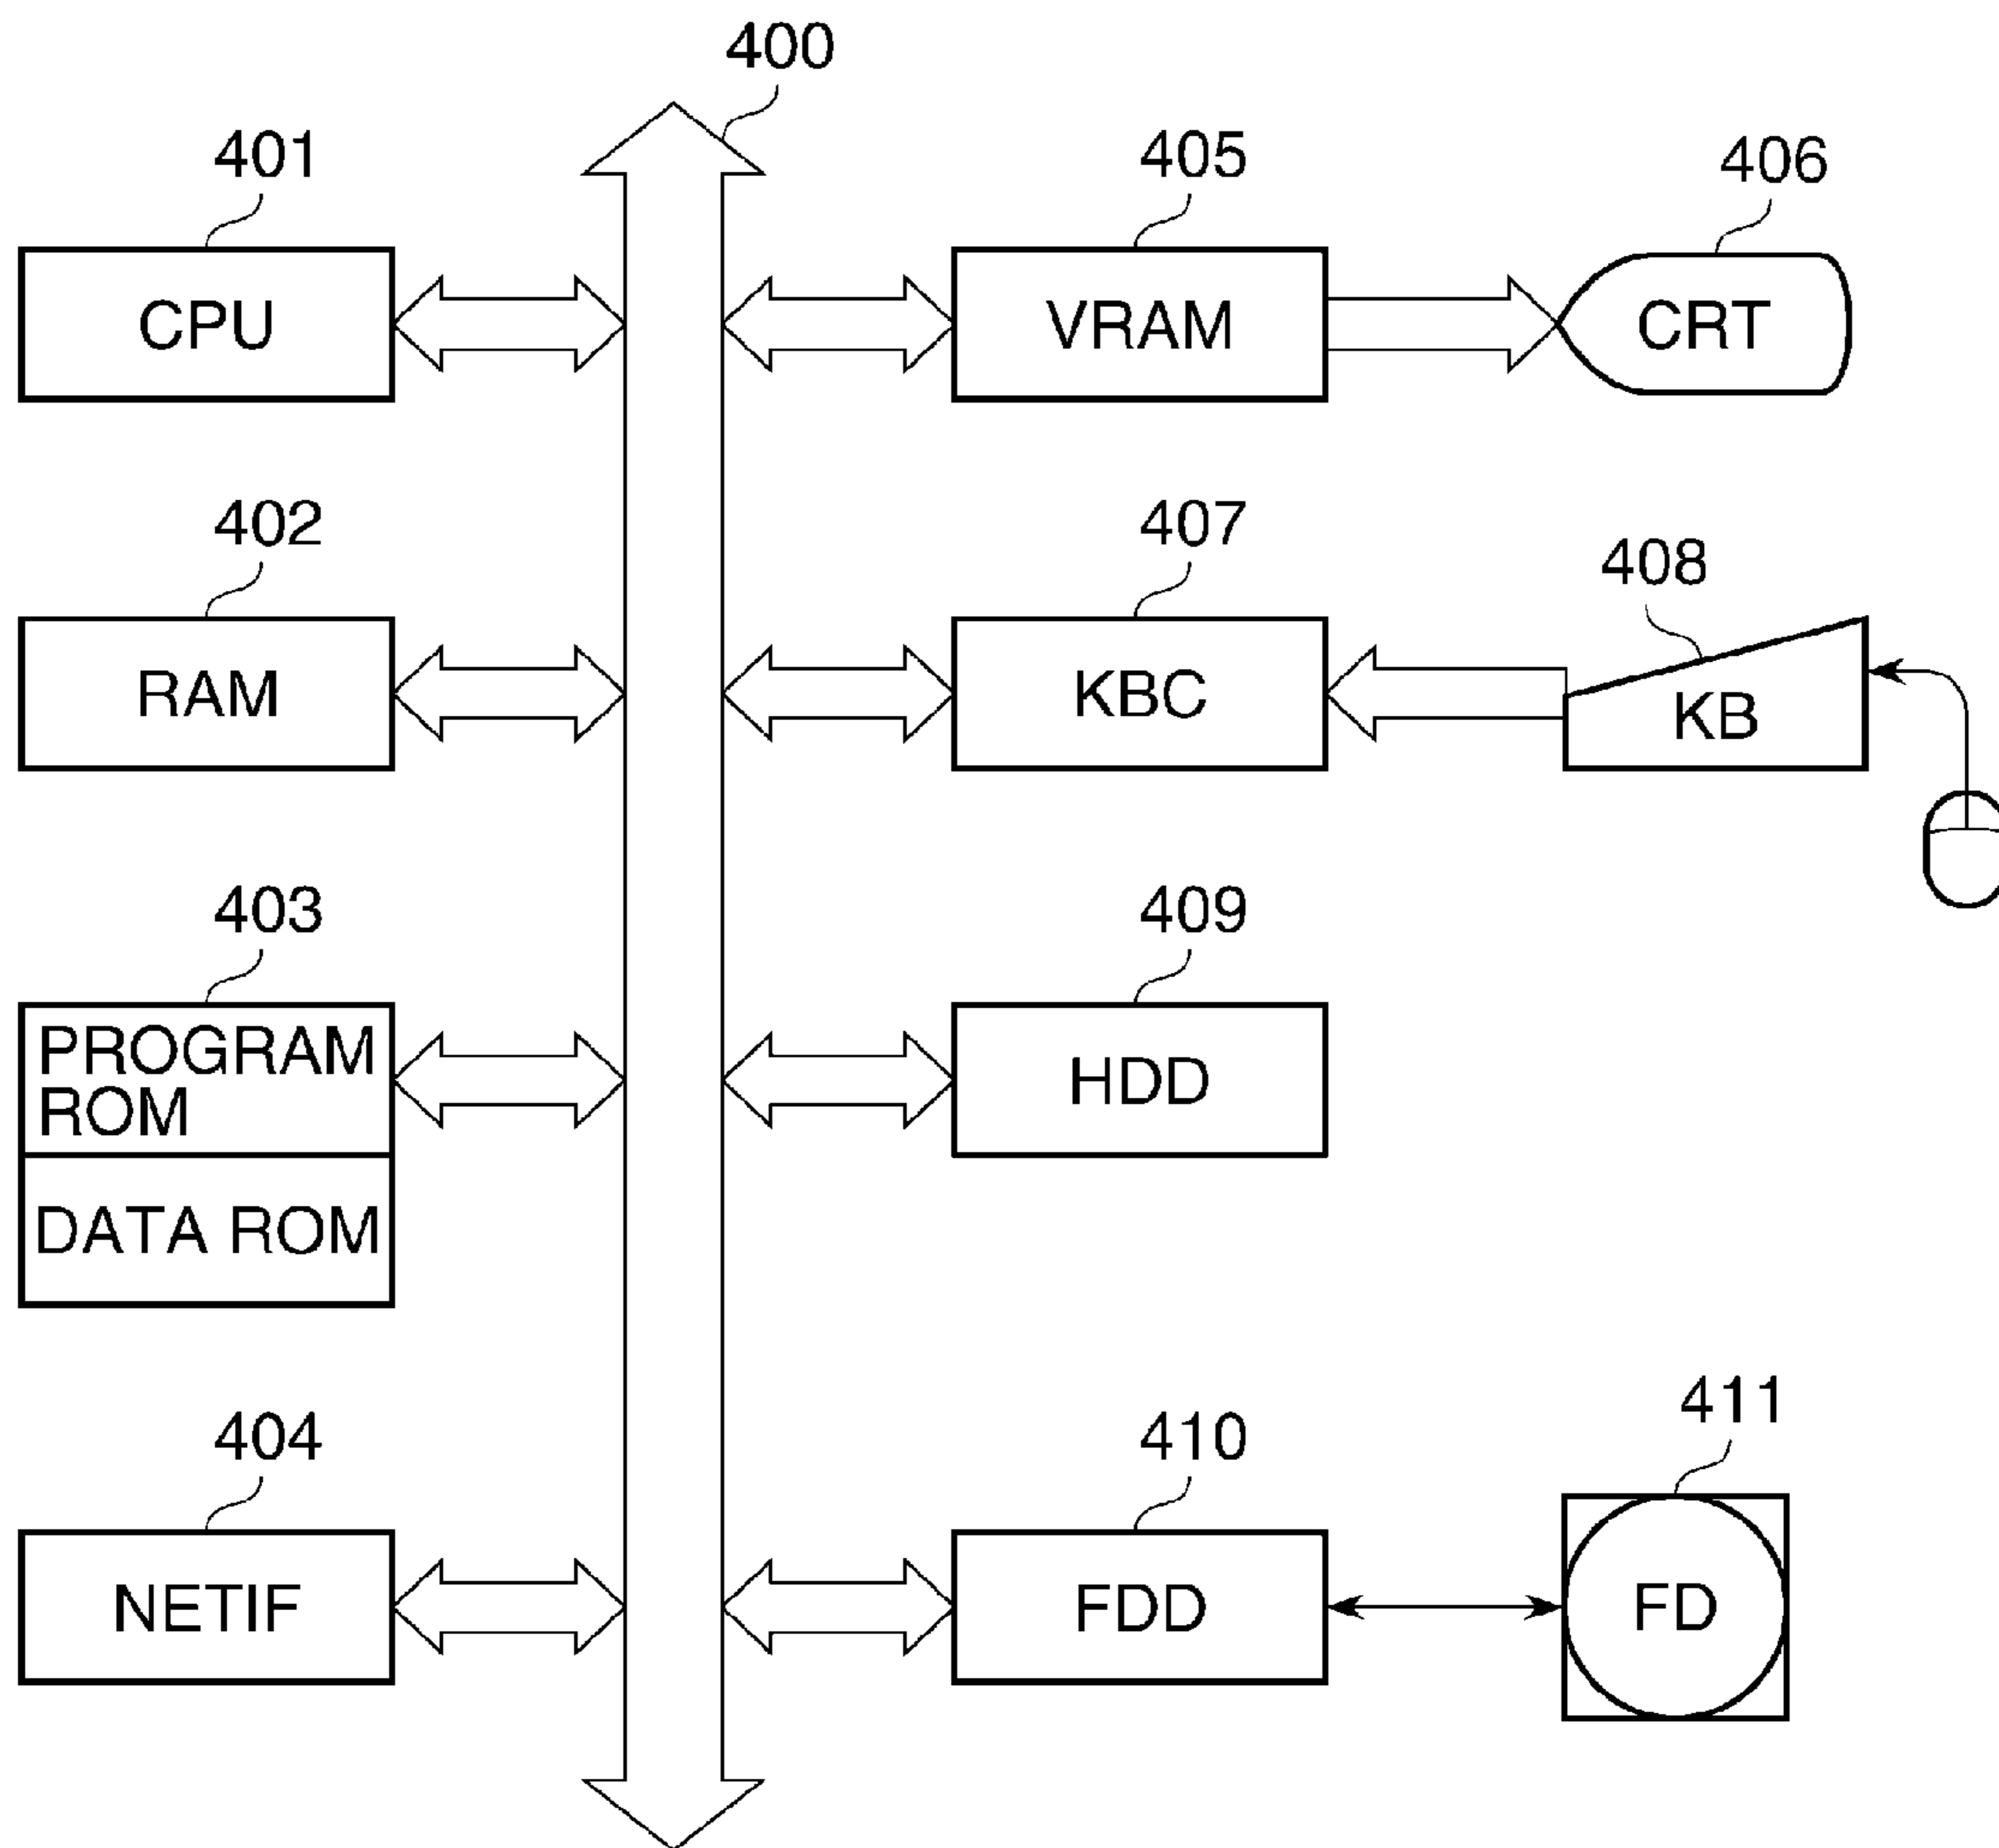 400
401
405
406
CPU
VRAM
CRT
402
407
408
RAM
KBC
KB
403
409
PROGRAM
ROM
HDD
DATA ROM
404
410
411
NETIF
FDD
FD